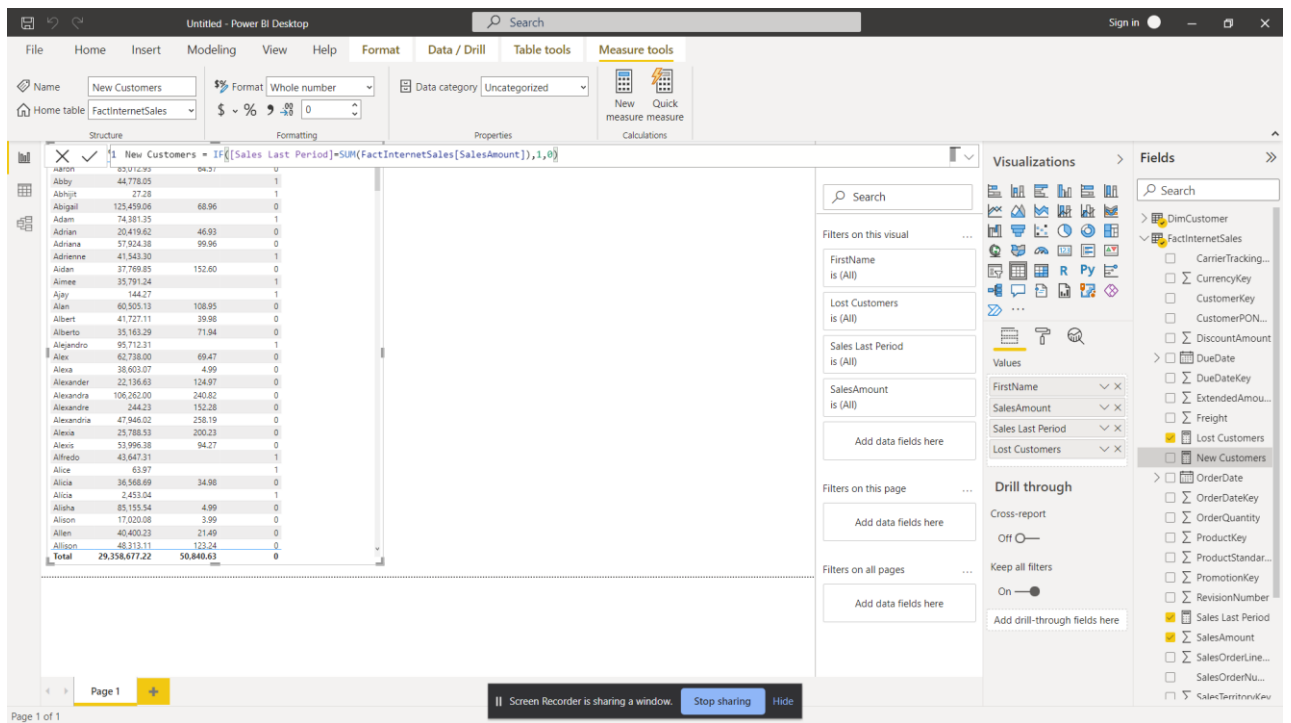 Untitled - Power BI Desktop
Search
Sign in
File Home Insert Modeling View Help Format Data / Drill Table tools Measure tools
Name New Customers
$% Format Whole number
Data category Uncategorized
Home table FactInternetSales
$ % 9 .00 0
New measure
Quick measure
Structure Formatting Properties Calculations
1 New Customers = IF([Sales Last Period]=SUM(FactInternetSales[SalesAmount]),1,0)
Aaron 85,012.93 64.57 0
Abby 44,778.05 1
Abhijit 27.28 1
Abigail 125,459.06 68.96 0
Adam 74,381.35 1
Adrian 20,419.62 46.93 0
Adriana 57,924.38 99.96 0
Adrienne 41,543.30 1
Aidan 37,769.85 152.60 0
Aimee 35,791.24 1
Ajay 144.27 1
Alan 60,505.13 108.95 0
Albert 41,727.11 39.98 0
Alberto 35,163.29 71.94 0
Alejandro 95,712.31 1
Alex 62,738.00 69.47 0
Alexa 38,603.07 4.99 0
Alexander 22,136.63 124.97 0
Alexandra 106,262.00 240.82 0
Alexandre 244.23 152.28 0
Alexandria 47,946.02 258.19 0
Alexia 25,788.53 200.23 0
Alexis 53,996.38 94.27 0
Alfredo 43,647.31 1
Alice 63.97 1
Alicia 36,568.69 34.98 0
Alicia 2,453.04 1
Alisha 85,155.54 4.99 0
Alison 17,020.08 3.99 0
Allen 40,400.23 21.49 0
Allison 48,313.11 123.24 0
Total 29,358,677.22 50,840.63 0
Search
Filters on this visual ...
FirstName
is (All)
Lost Customers
is (All)
Sales Last Period
is (All)
SalesAmount
is (All)
Add data fields here
Filters on this page ...
Add data fields here
Filters on all pages ...
Add data fields here
Visualizations
R Py
...
Values
FirstName
SalesAmount
Sales Last Period
Lost Customers
Drill through
Cross-report
Off
Keep all filters
On
Add drill-through fields here
Fields
Search
DimCustomer
FactInternetSales
CarrierTracking...
CurrencyKey
CustomerKey
CustomerPON...
DiscountAmount
DueDate
DueDateKey
ExtendedAmou...
Freight
Lost Customers
New Customers
OrderDate
OrderDateKey
OrderQuantity
ProductKey
ProductStandar...
PromotionKey
RevisionNumber
Sales Last Period
SalesAmount
SalesOrderLine...
SalesOrderNu...
SalesTerritoryKey
Page 1
Screen Recorder is sharing a window. Stop sharing Hide
Page 1 of 1